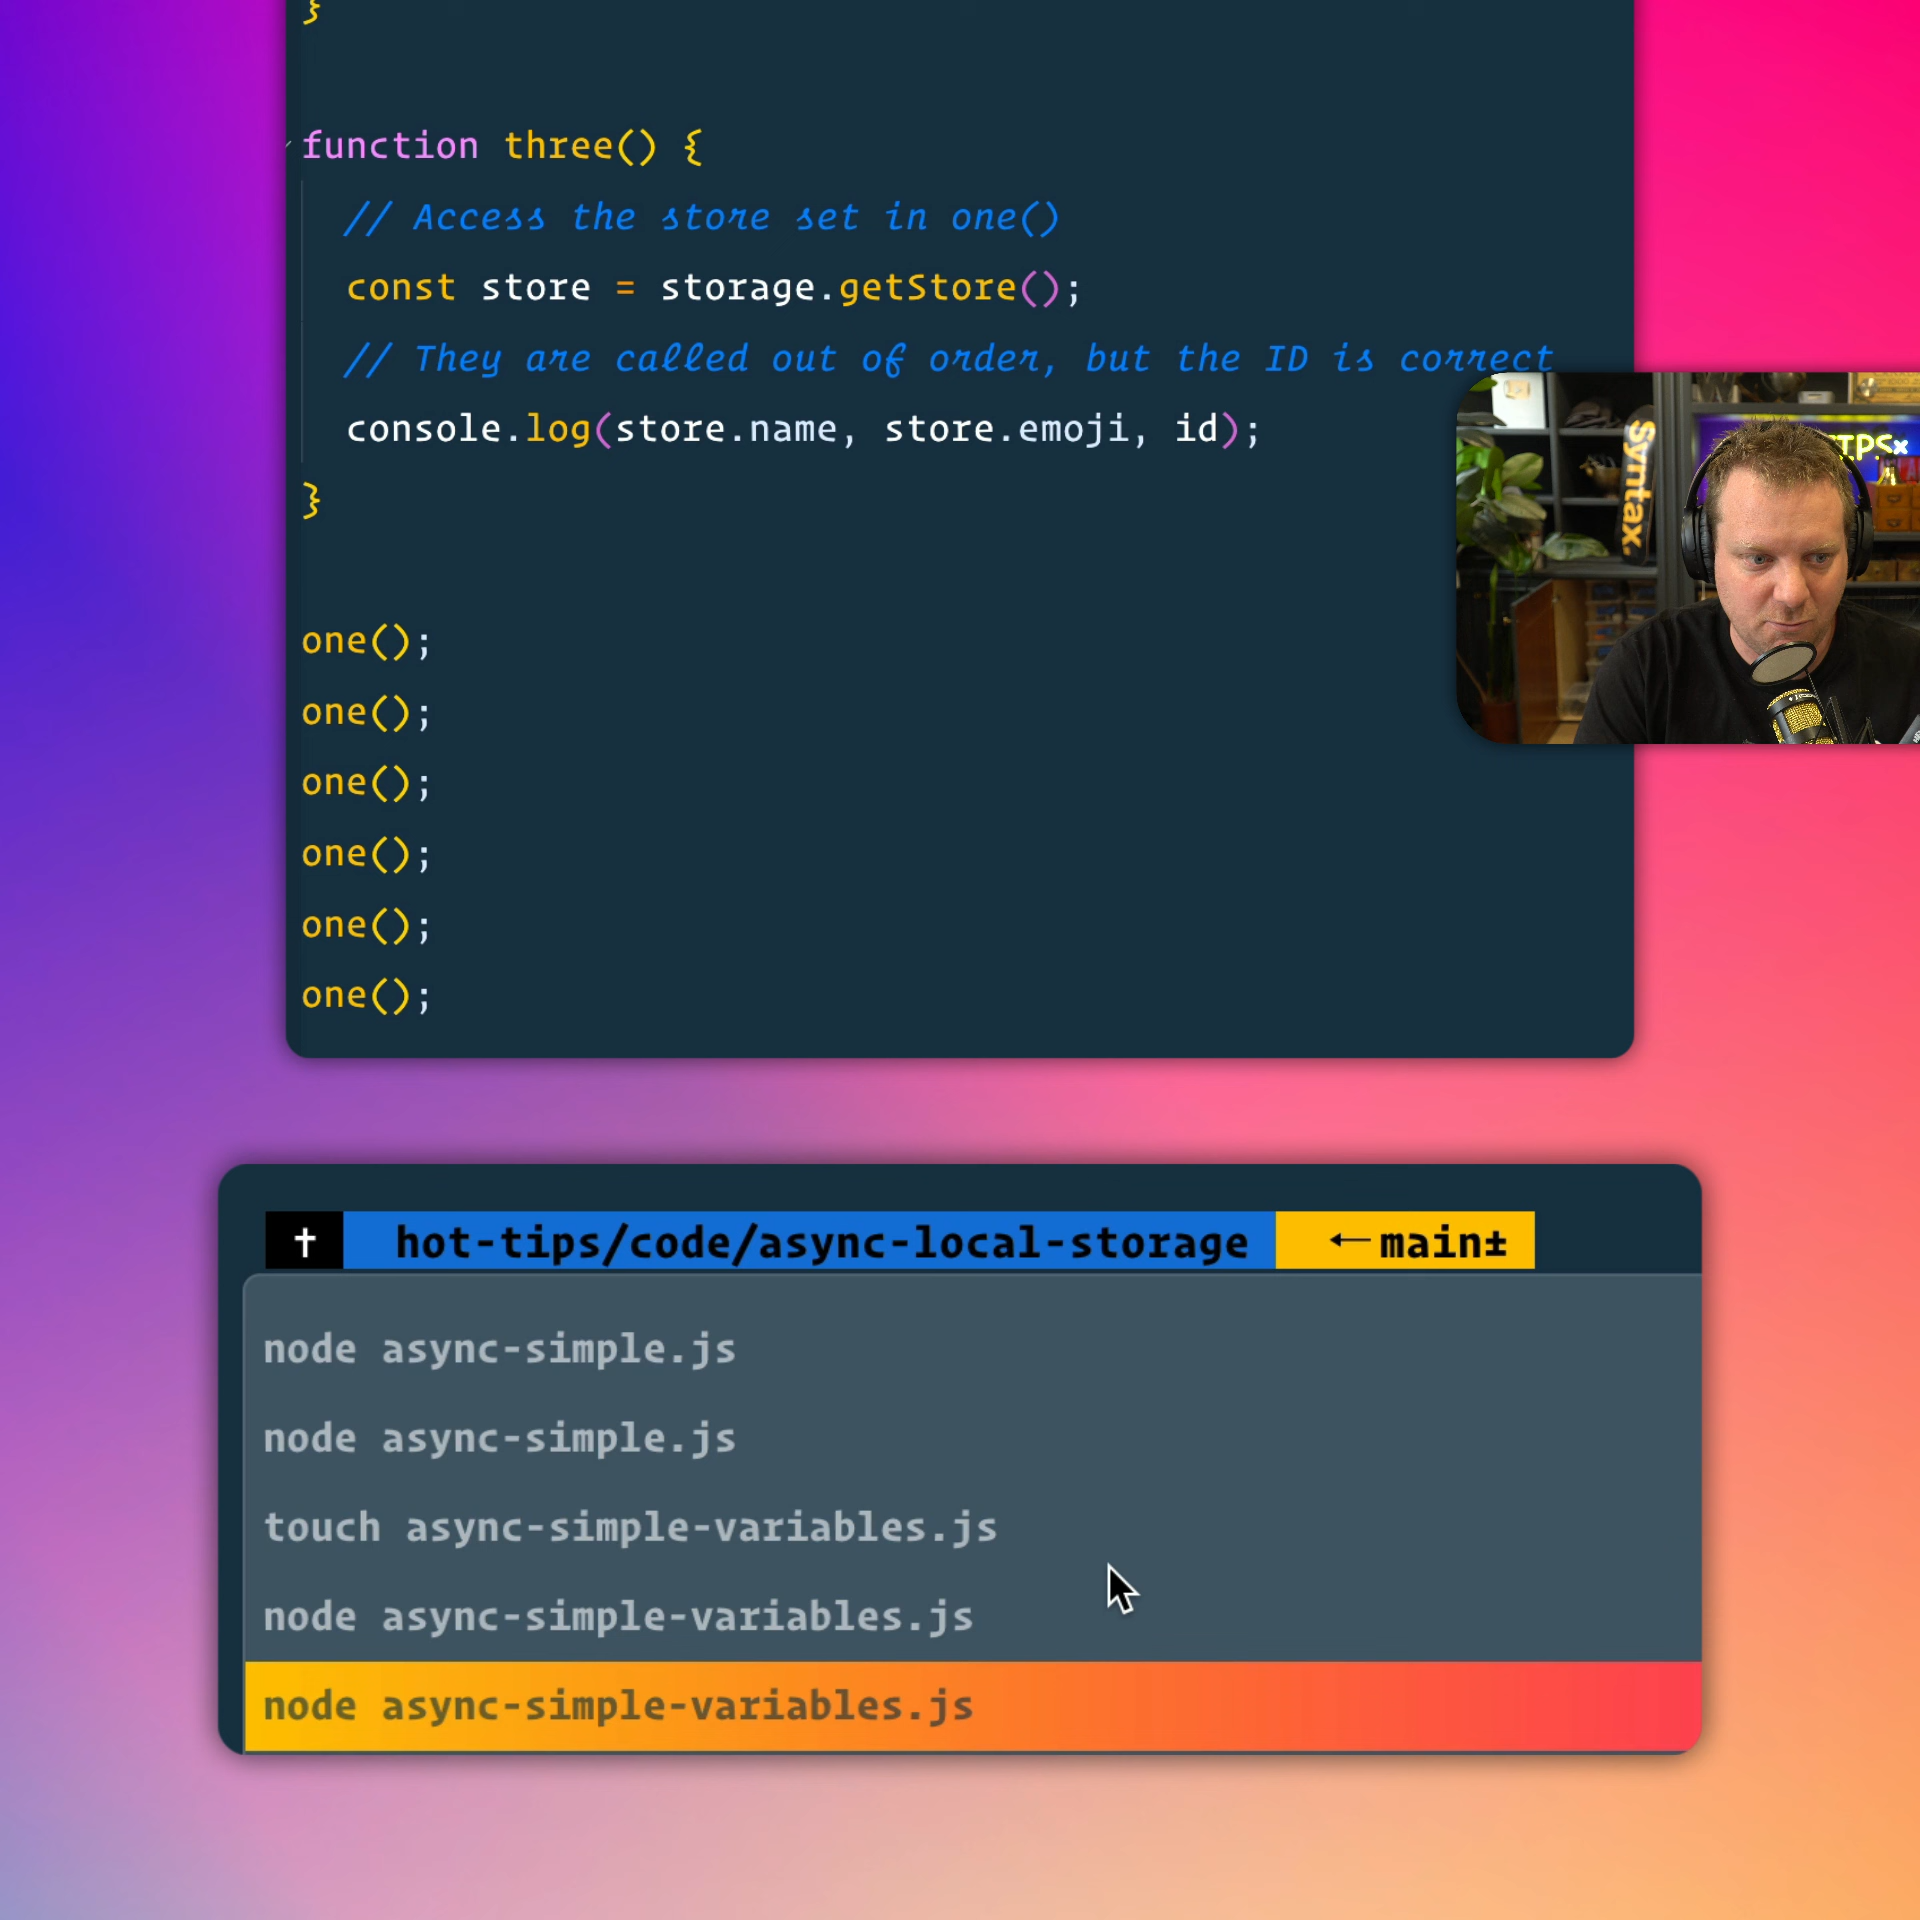 }
function three() {
// Access the store set in one()
const store = storage.getStore();
// They are called out of order, but the ID is correct
console.log(store.name, store.emoji, id);
}
Syntax.
TIPS
one();
one();
one();
one();
one();
one();
† hot-tips/code/async-local-storage ←main±
node async-simple.js
node async-simple.js
touch async-simple-variables.js
node async-simple-variables.js
node async-simple-variables.js